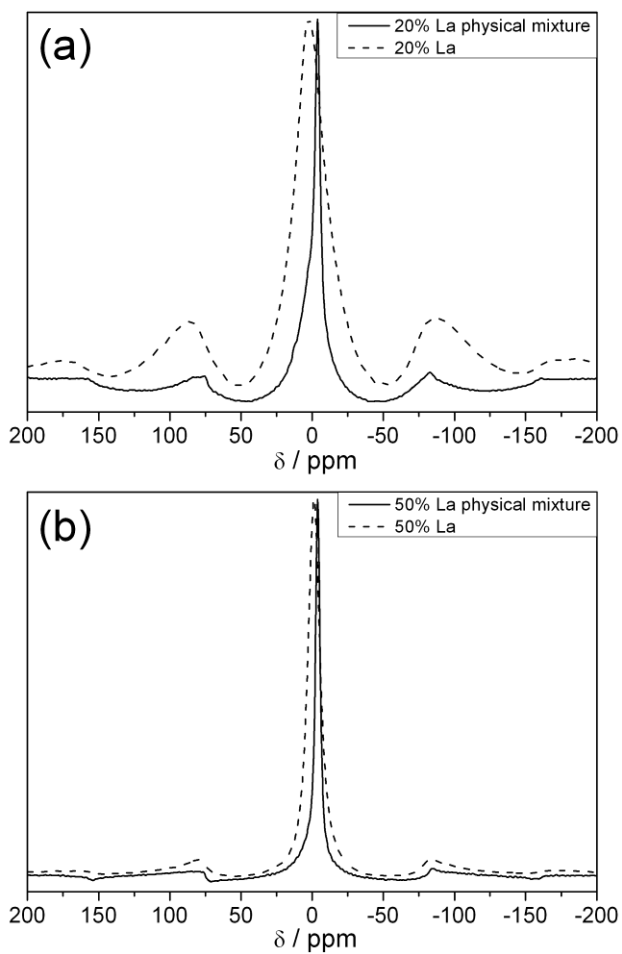 (a)
20% La physical mixture
20% La
200 150 100 50 0 -50 -100 -150 -200
δ / ppm
(b)
50% La physical mixture
50% La
200 150 100 50 0 -50 -100 -150 -200
δ / ppm